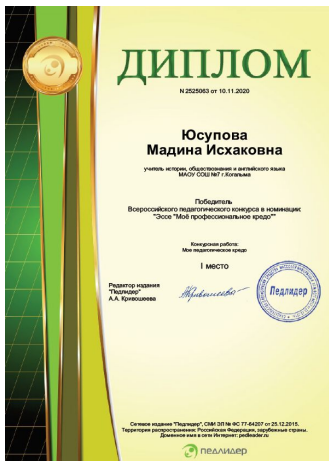 ДИПЛОМ
N 2525063 от 10.11.2020
Юсупова
Мадина Исхаковна
учитель истории, обществознания и английского языка
МАОУ СОШ №7 г.Когалыма
Победитель
Всероссийского педагогического конкурса в номинации:
"Эссе "Моё профессиональное кредо""
Конкурсная работа:
Мое педагогическое кредо
I место
Редактор издания
"Педлидер"
А.А. Кривошеева
Педлидер
Сетевое издание "Педлидер", СМИ ЭЛ № ФС 77-64207 от 25.12.2015.
Территория распространения: Российская Федерация, зарубежные страны.
Доменное имя в сети Интернет: pedleader.ru
педлидер